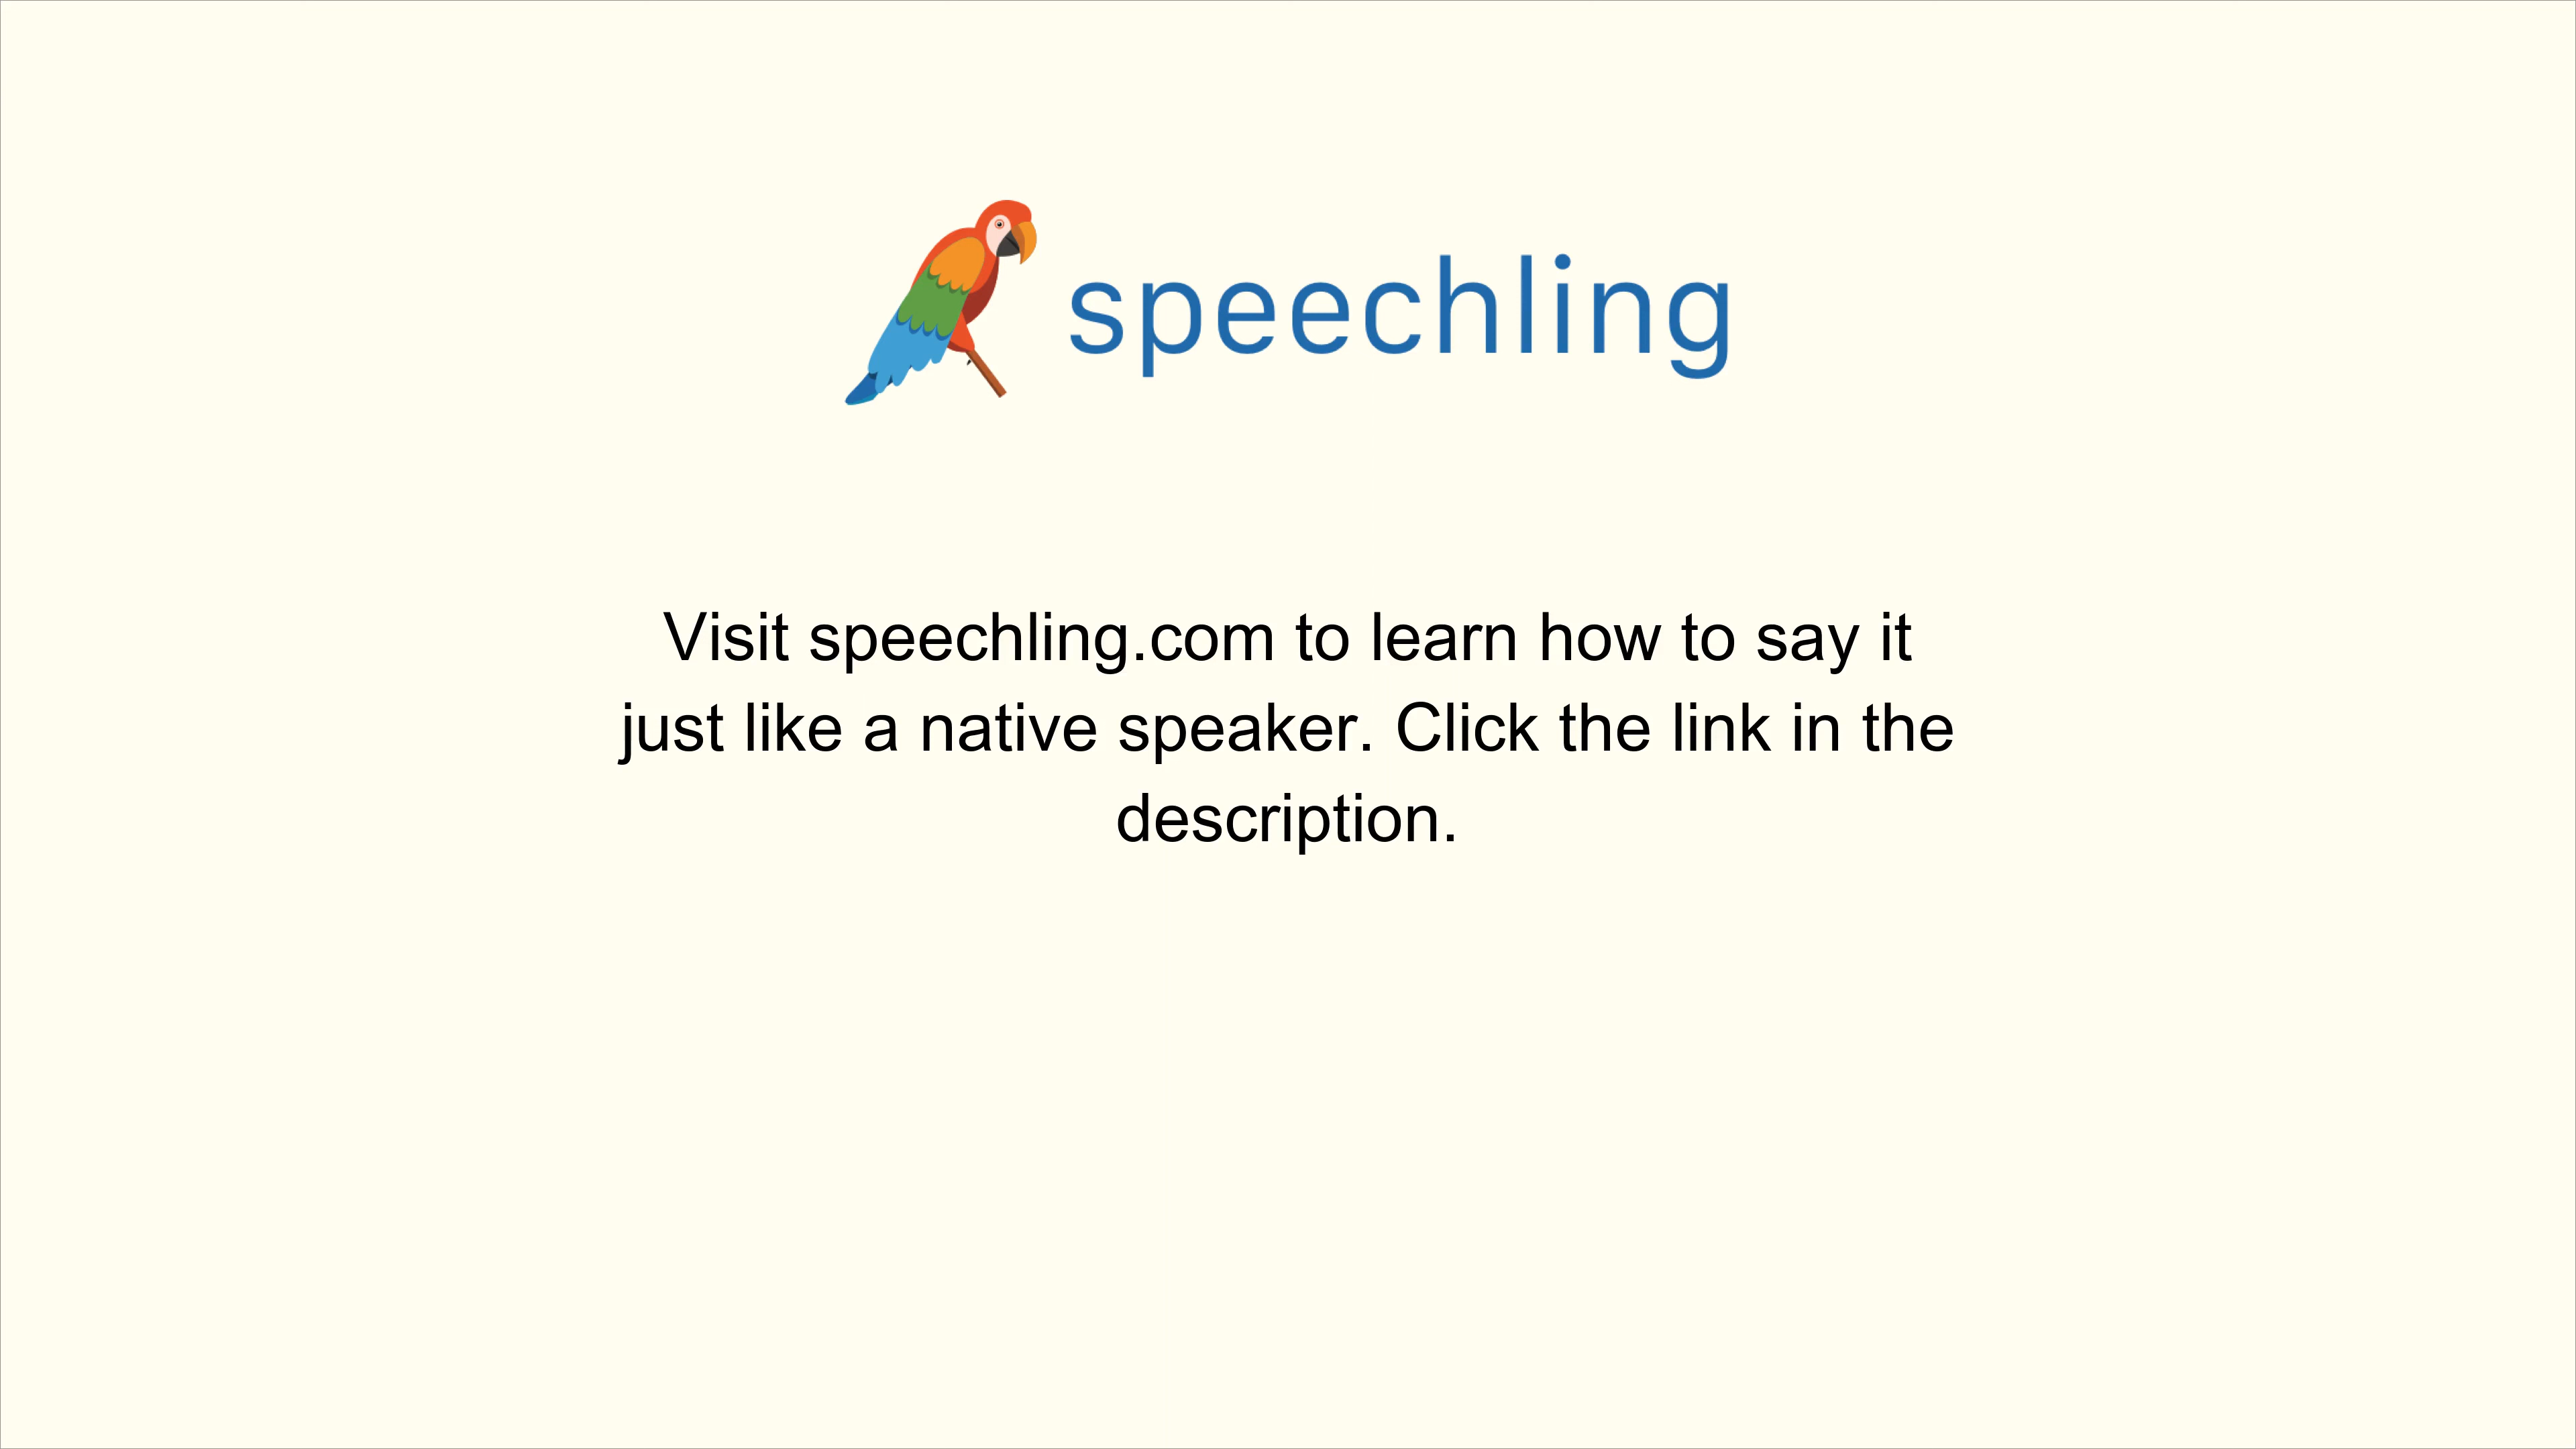 speechling
Visit speechling.com to learn how to say it
just like a native speaker. Click the link in the
description.